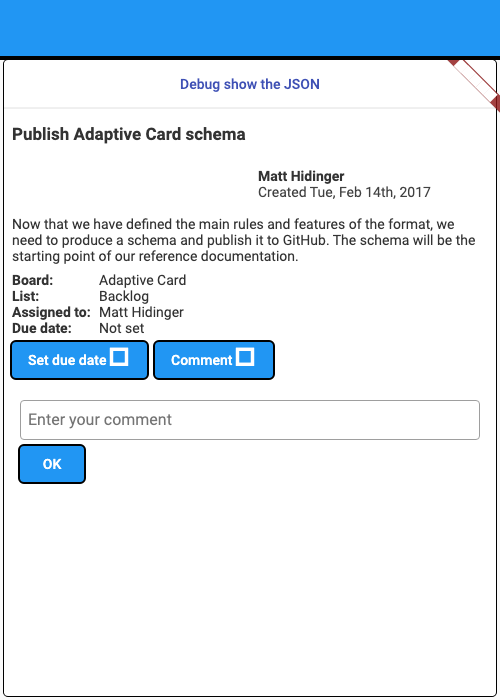 Debug show the JSON
Publish Adaptive Card schema
Matt Hidinger
Created Tue, Feb 14th, 2017
Now that we have defined the main rules and features of the format, we
need to produce a schema and publish it to GitHub. The schema will be the
starting point of our reference documentation.
Board: Adaptive Card
List: Backlog
Assigned to: Matt Hidinger
Due date: Not set
Set due date Comment
Enter your comment
OK